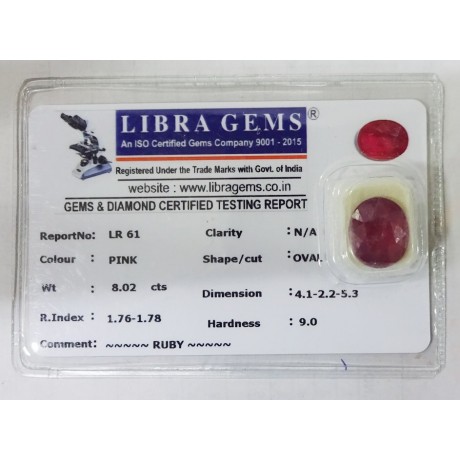 LIBRA GEMS ®
An ISO Certified Gems Company 9001 - 2015
Registered Under the Trade Marks with Govt. of India
website : www.libragems.co.in
GEMS & DIAMOND CERTIFIED TESTING REPORT
ReportNo: LR 61 Clarity : N/A
Colour : PINK Shape/cut :OVAL
Wt : 8.02 cts Dimension :4.1-2.2-5.3
R.Index : 1.76-1.78 Hardness : 9.0
Comment: ~~~~~ RUBY ~~~~~